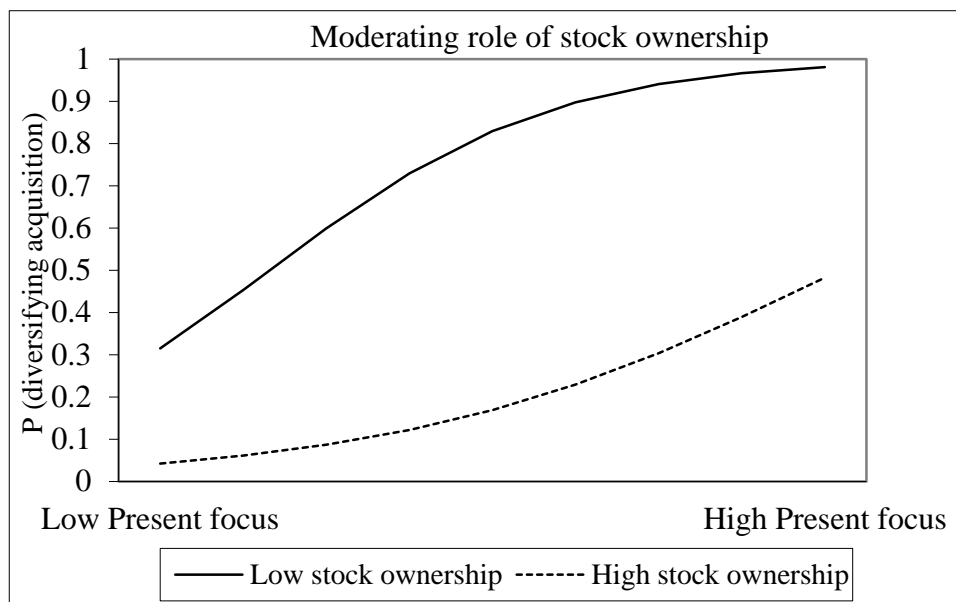 Moderating role of stock ownership
P (diversifying acquisition)
1
0.9
0.8
0.7
0.6
0.5
0.4
0.3
0.2
0.1
0
Low Present focus High Present focus
Low stock ownership High stock ownership